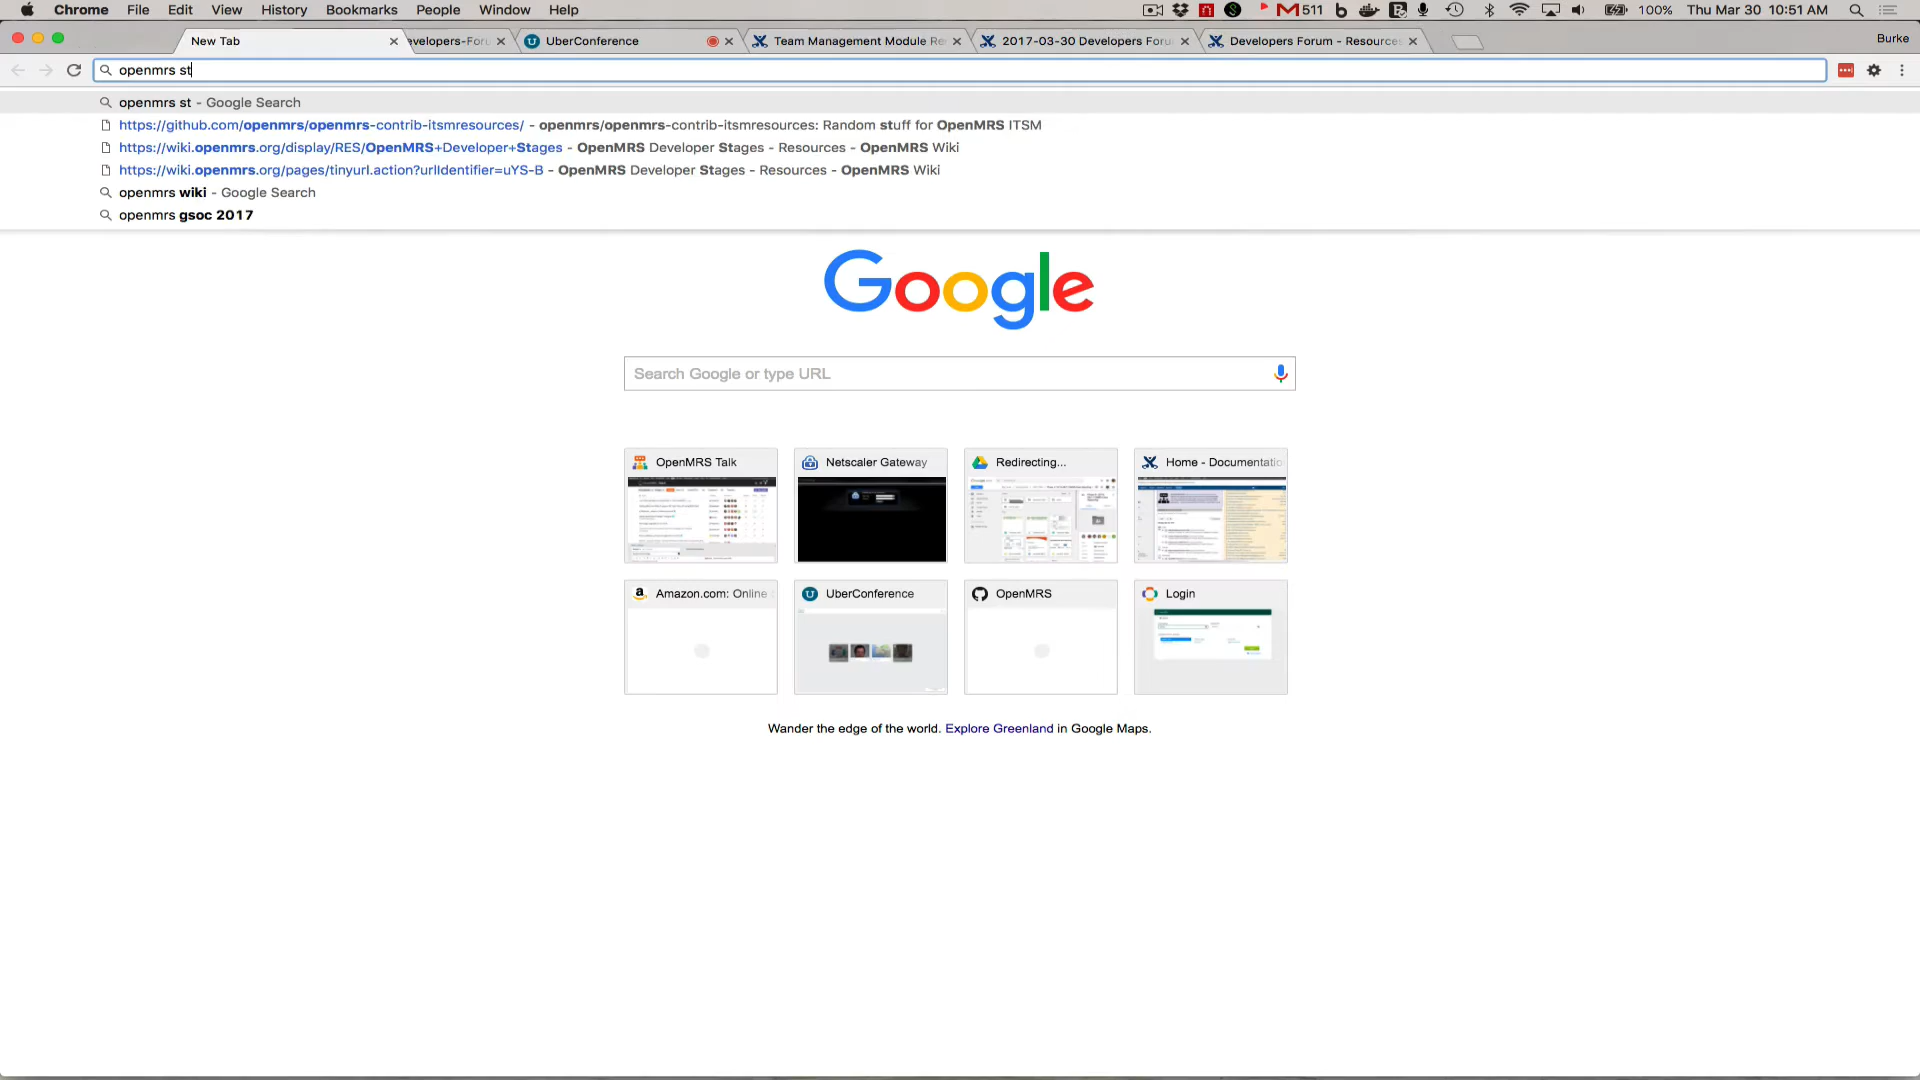 Chrome File Edit View History Bookmarks People Window Help 511 100% Thu Mar 30 10:51 AM
New Tab evelopers-Foru UberConference Team Management Module Re 2017-03-30 Developers Foru Developers Forum - Resources Burke
openmrs st
openmrs st - Google Search
https://github.com/openmrs/openmrs-contrib-itsmresources/ - openmrs/openmrs-contrib-itsmresources: Random stuff for OpenMRS ITSM
https://wiki.openmrs.org/display/RES/OpenMRS+Developer+Stages - OpenMRS Developer Stages - Resources - OpenMRS Wiki
https://wiki.openmrs.org/pages/tinyurl.action?urlIdentifier=uYS-B - OpenMRS Developer Stages - Resources - OpenMRS Wiki
openmrs wiki - Google Search
openmrs gsoc 2017
Google
Search Google or type URL
OpenMRS Talk Netscaler Gateway Redirecting... Home - Documentatio
Amazon.com: Online UberConference OpenMRS Login
Wander the edge of the world. Explore Greenland in Google Maps.